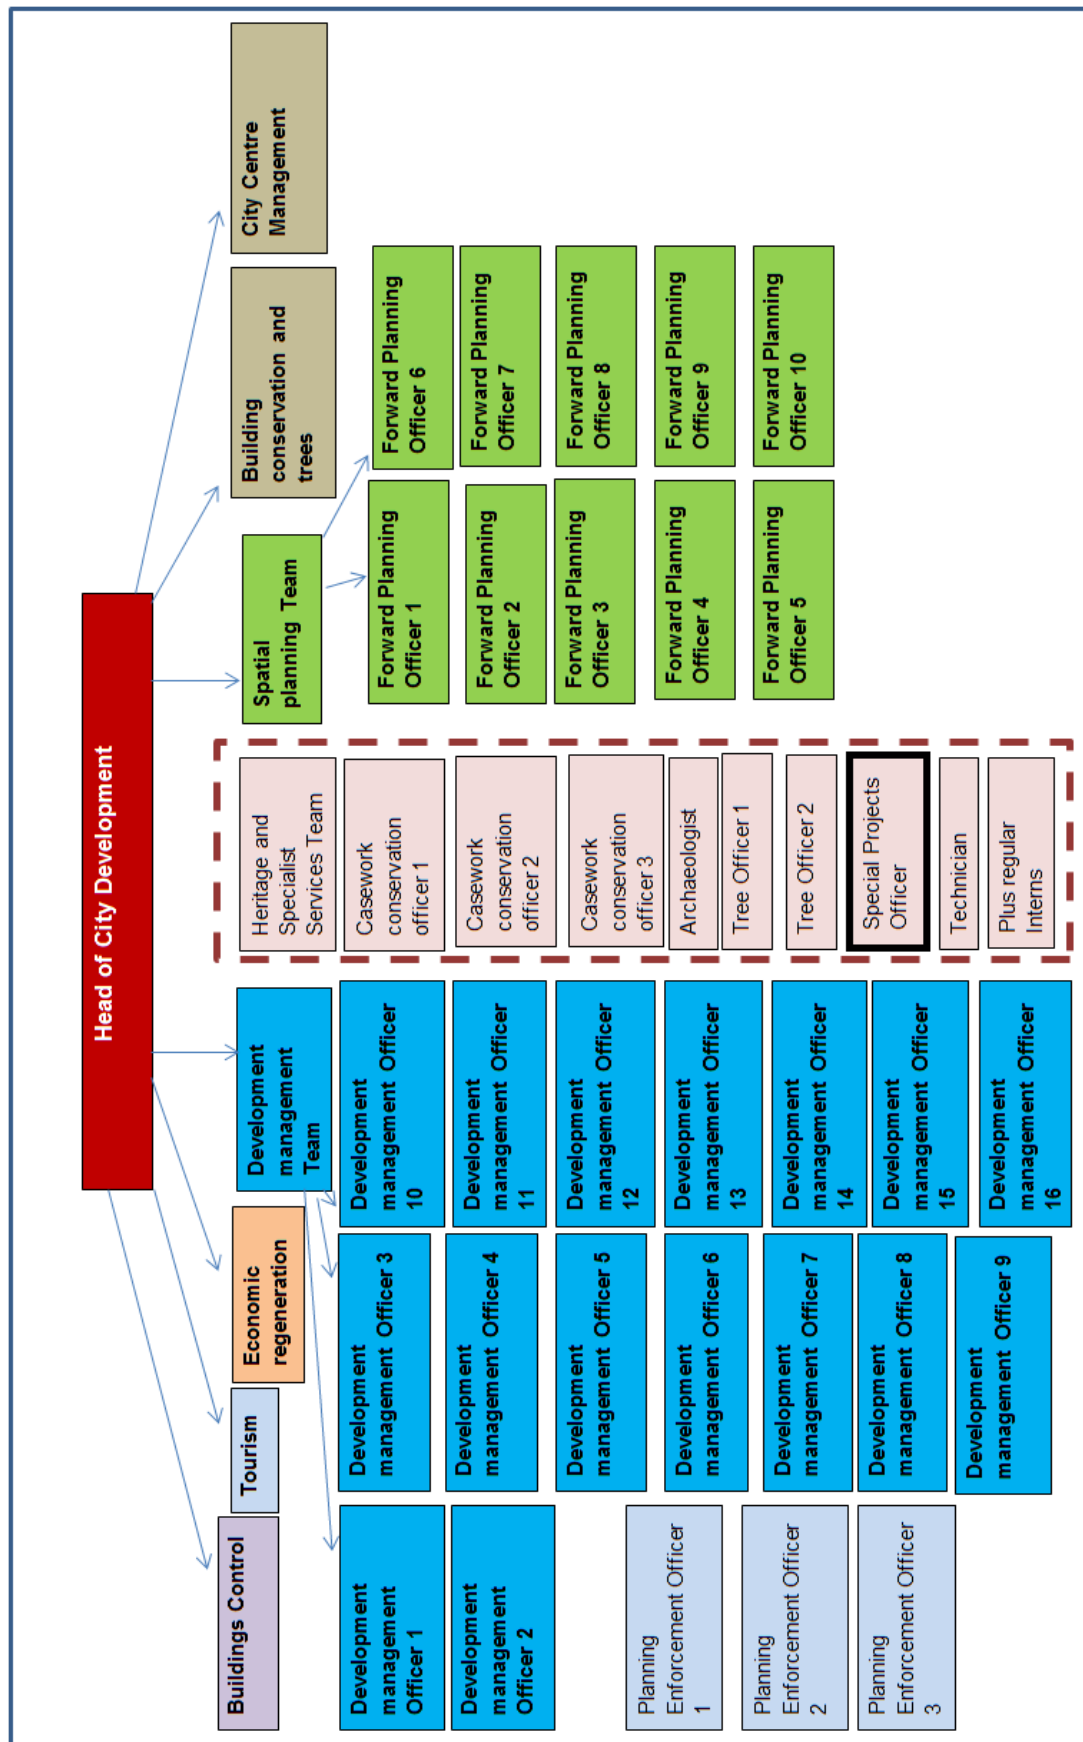 Head of City Development
Buildings Control
Tourism
Economic
regeneration
Development
management
Team
Spatial
planning Team
Building
conservation and
trees
City Centre
Management
Development
management
Officer 1
Development
management
Officer 2
Planning
Enforcement Officer
1
Planning
Enforcement Officer
2
Planning
Enforcement Officer
3
Development
management Officer 3
Development
management Officer 4
Development
management Officer 5
Development
management Officer 6
Development
management Officer 7
Development
management Officer 8
Development
management Officer 9
Development
management Officer
10
Development
management Officer
11
Development
management Officer
12
Development
management Officer
13
Development
management Officer
14
Development
management Officer
15
Development
management Officer
16
Heritage and
Specialist
Services Team
Casework
conservation
officer 1
Casework
conservation
officer 2
Casework
conservation
officer 3
Archaeologist
Tree Officer 1
Tree Officer 2
Special Projects
Officer
Technician
Plus regular
Interns
Forward Planning
Officer 1
Forward Planning
Officer 2
Forward Planning
Officer 3
Forward Planning
Officer 4
Forward Planning
Officer 5
Forward Planning
Officer 6
Forward Planning
Officer 7
Forward Planning
Officer 8
Forward Planning
Officer 9
Forward Planning
Officer 10